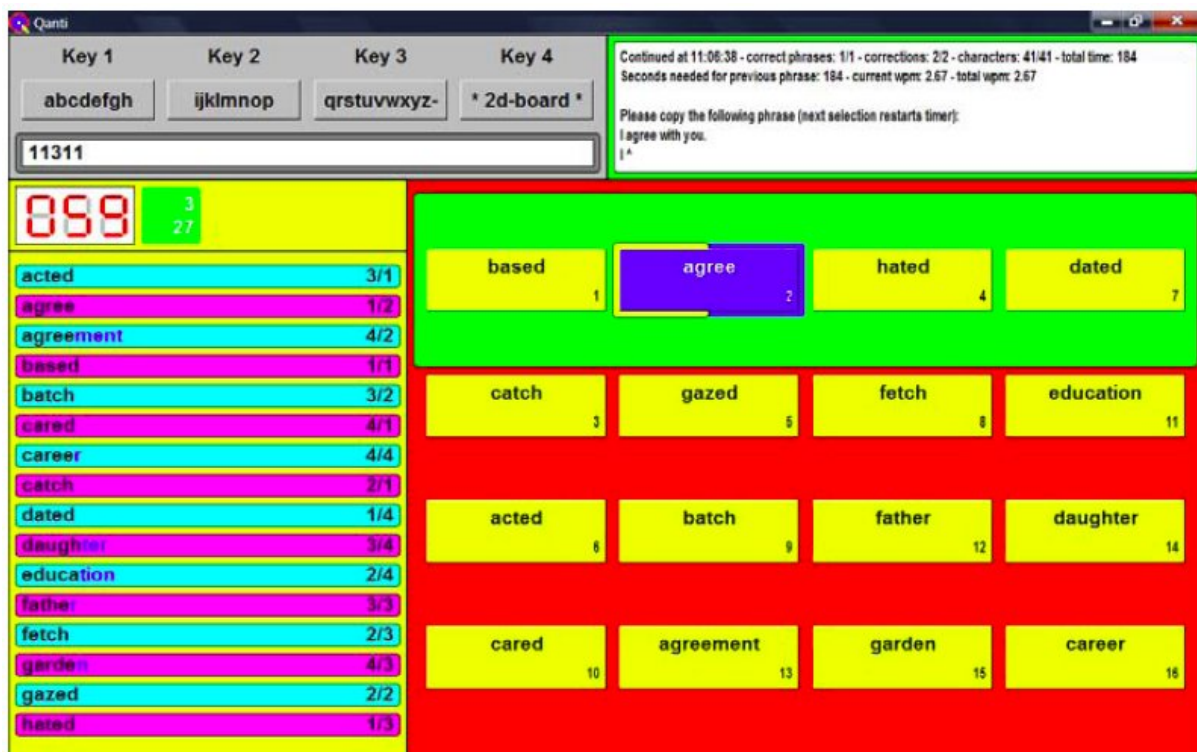 Qanti
Key 1 Key 2 Key 3 Key 4
abcdefgh ijklmnop qrstuvwxyz- * 2d-board *
11311
Continued at 11:06:38 - correct phrases: 1/1 - corrections: 2/2 - characters: 41/41 - total time: 184
Seconds needed for previous phrase: 184 - current wpm: 2.67 - total wpm: 2.67
Please copy the following phrase (next selection restarts timer):
I agree with you.
I ^
059
3
27
acted 3/1
agree 1/2
agreement 4/2
based 1/1
batch 3/2
cared 4/1
career 4/4
catch 2/1
dated 1/4
daughter 3/4
education 2/4
father 3/3
fetch 2/3
garden 4/3
gazed 2/2
hated 1/3
based agree hated dated
1 2 4 7
catch gazed fetch education
3 5 8 11
acted batch father daughter
6 9 12 14
cared agreement garden career
10 13 15 16